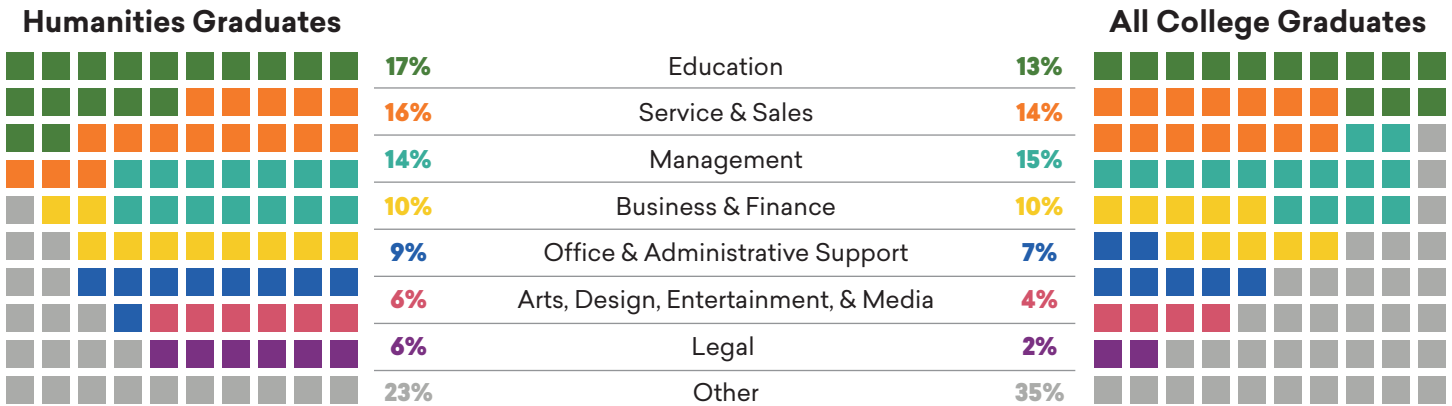 Humanities Graduates
All College Graduates
17% Education 13%
16% Service & Sales 14%
14% Management 15%
10% Business & Finance 10%
9% Office & Administrative Support 7%
6% Arts, Design, Entertainment, & Media 4%
6% Legal 2%
23% Other 35%